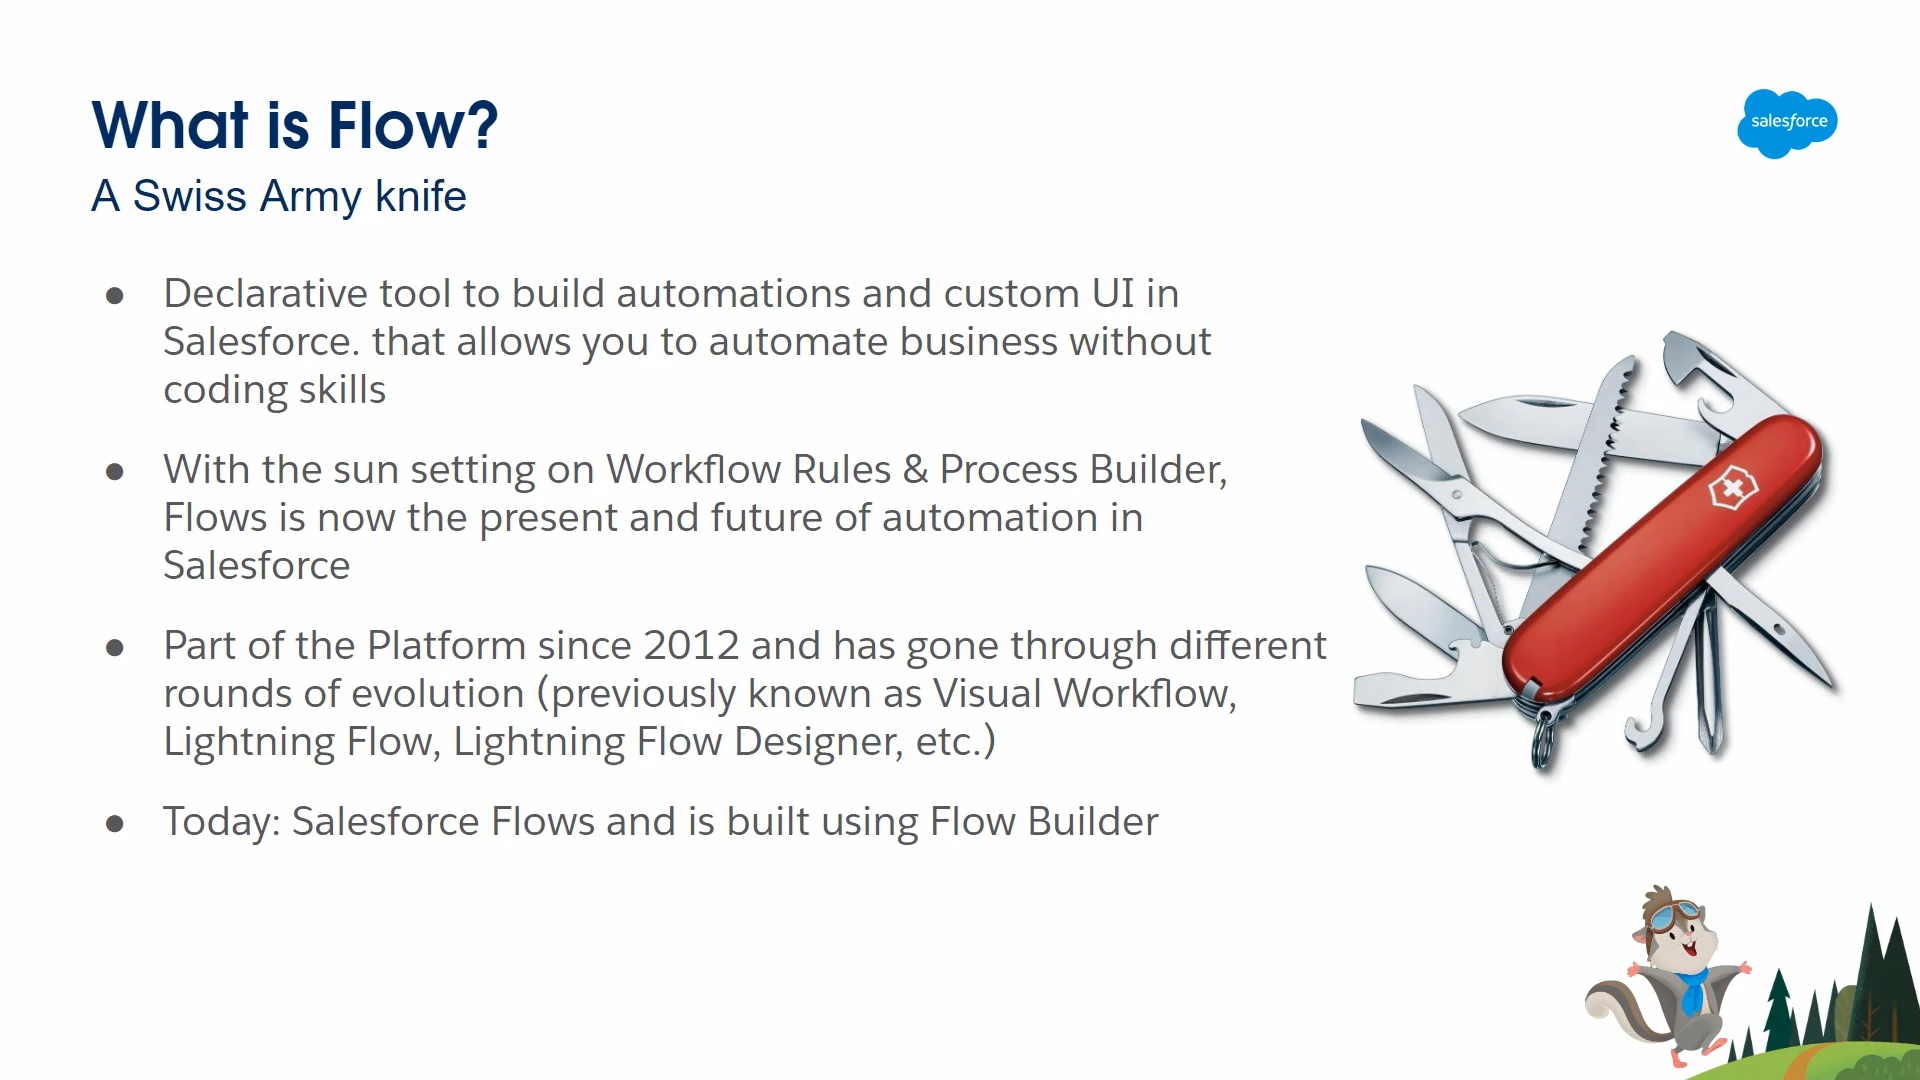 What is Flow?
salesforce
A Swiss Army knife
● Declarative tool to build automations and custom UI in
Salesforce. that allows you to automate business without
coding skills
● With the sun setting on Workflow Rules & Process Builder,
Flows is now the present and future of automation in
Salesforce
● Part of the Platform since 2012 and has gone through different
rounds of evolution (previously known as Visual Workflow,
Lightning Flow, Lightning Flow Designer, etc.)
● Today: Salesforce Flows and is built using Flow Builder